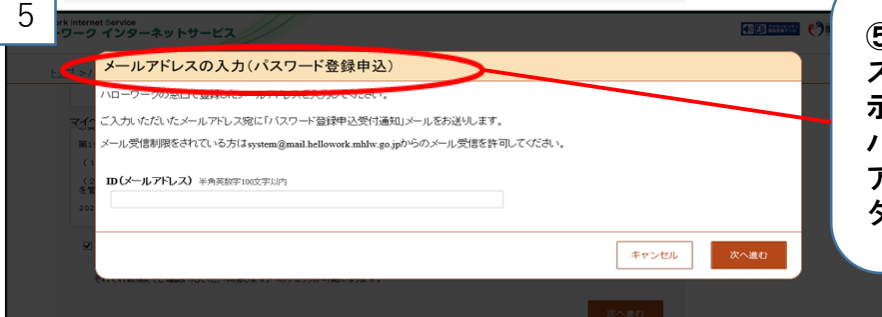 5
rk Internet Service
ーワーク インターネットサービス
メールアドレスの入力(パスワード登録申込)
ハローワークの窓口で登録したメールアドレスを入力してください。
ご入力いただいたメールアドレス宛に「パスワード登録申込受付通知」メールをお送りします。
メール受信制限をされている方はsystem@mail.hellowork.mhlw.go.jpからのメール受信を許可してください。
ID(メールアドレス) 半角英数字100文字以内
キャンセル
次へ進む
次へ進む
⑤
ス
示
ハ
ア
タ